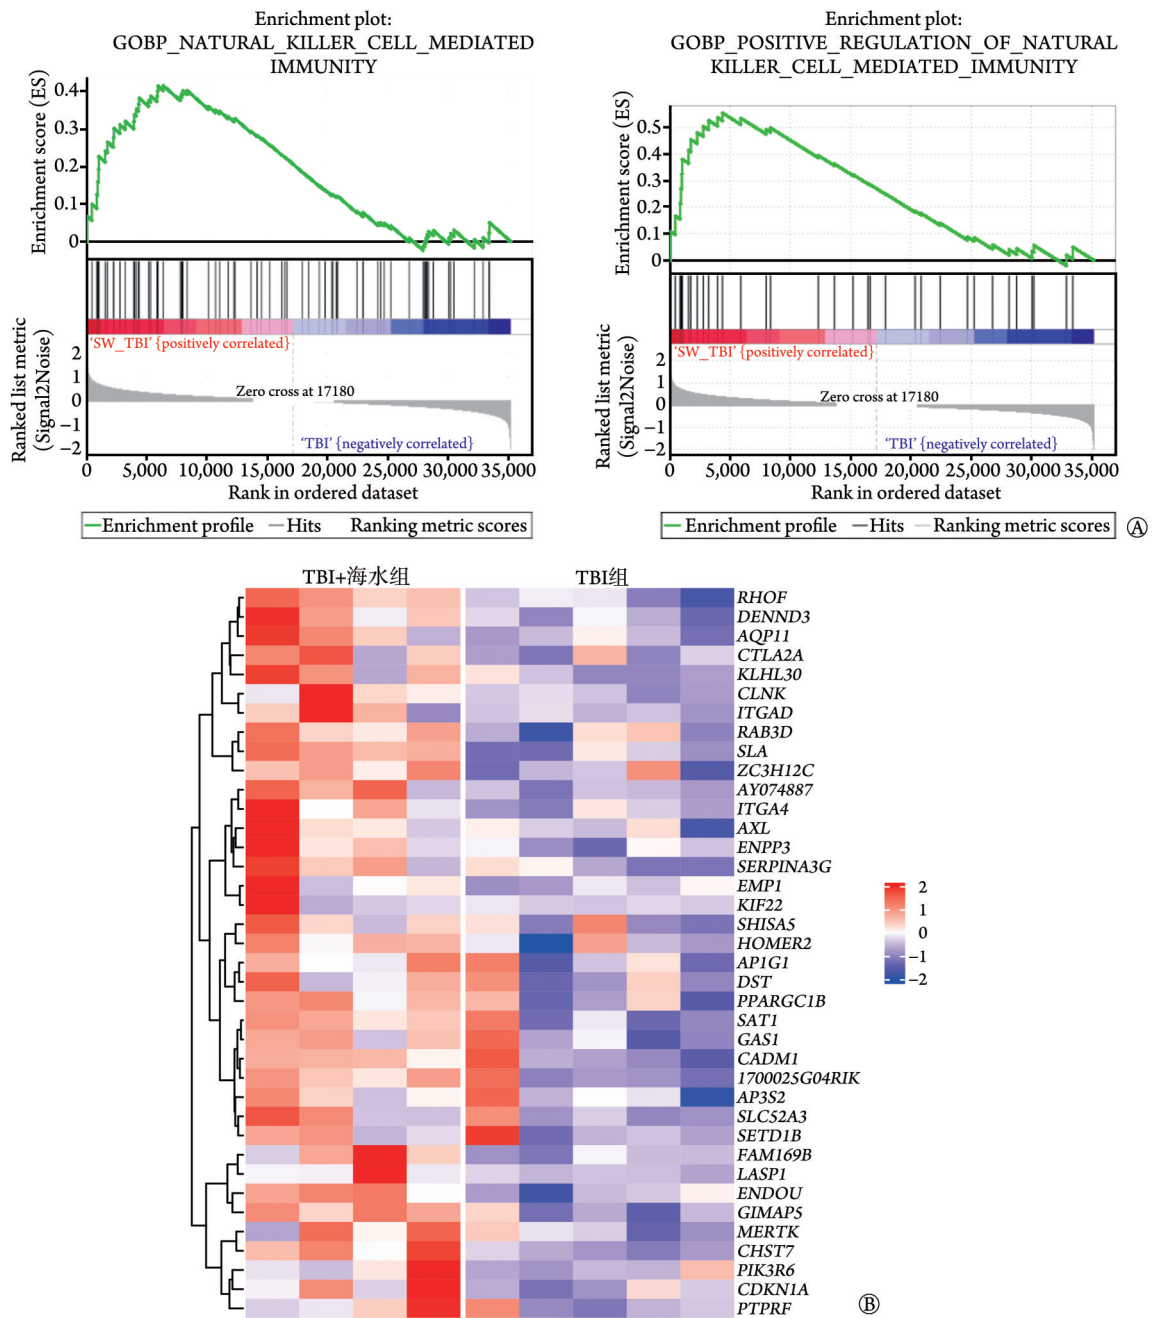 Enrichment plot:
GOBP_NATURAL_KILLER_CELL_MEDIATED
IMMUNITY
Enrichment score (ES)
0.4
0.3
0.2
0.1
0
'SW_TBI' {positively correlated}
Ranked list metric
(Signal2Noise)
2
1
0
−1
−2
Zero cross at 17180
'TBI' {negatively correlated}
0 5,000 10,000 15,000 20,000 30,000 35,000
Rank in ordered dataset
Enrichment profile Hits Ranking metric scores
Enrichment plot:
GOBP_POSITIVE_REGULATION_OF_NATURAL
KILLER_CELL_MEDIATED_IMMUNITY
Enrichment score (ES)
0.5
0.4
0.3
0.2
0.1
0
'SW_TBI' {positively correlated}
Ranked list metric
(Signal2Noise)
2
1
0
−1
−2
Zero cross at 17180
'TBI' {negatively correlated}
0 5,000 10,000 15,000 20,000 30,000 35,000
Rank in ordered dataset
Enrichment profile Hits Ranking metric scores
Ⓐ
TBI+海水组 TBI组
RHOF
DENND3
AQP11
CTLA2A
KLHL30
CLNK
ITGAD
RAB3D
SLA
ZC3H12C
AY074887
ITGA4
AXL
ENPP3
SERPINA3G
EMP1
KIF22
SHISA5
HOMER2
AP1G1
DST
PPARGC1B
SAT1
GAS1
CADM1
1700025G04RIK
AP3S2
SLC52A3
SETD1B
FAM169B
LASP1
ENDOU
GIMAP5
MERTK
CHST7
PIK3R6
CDKN1A
PTPRF
2
1
0
−1
−2
Ⓑ